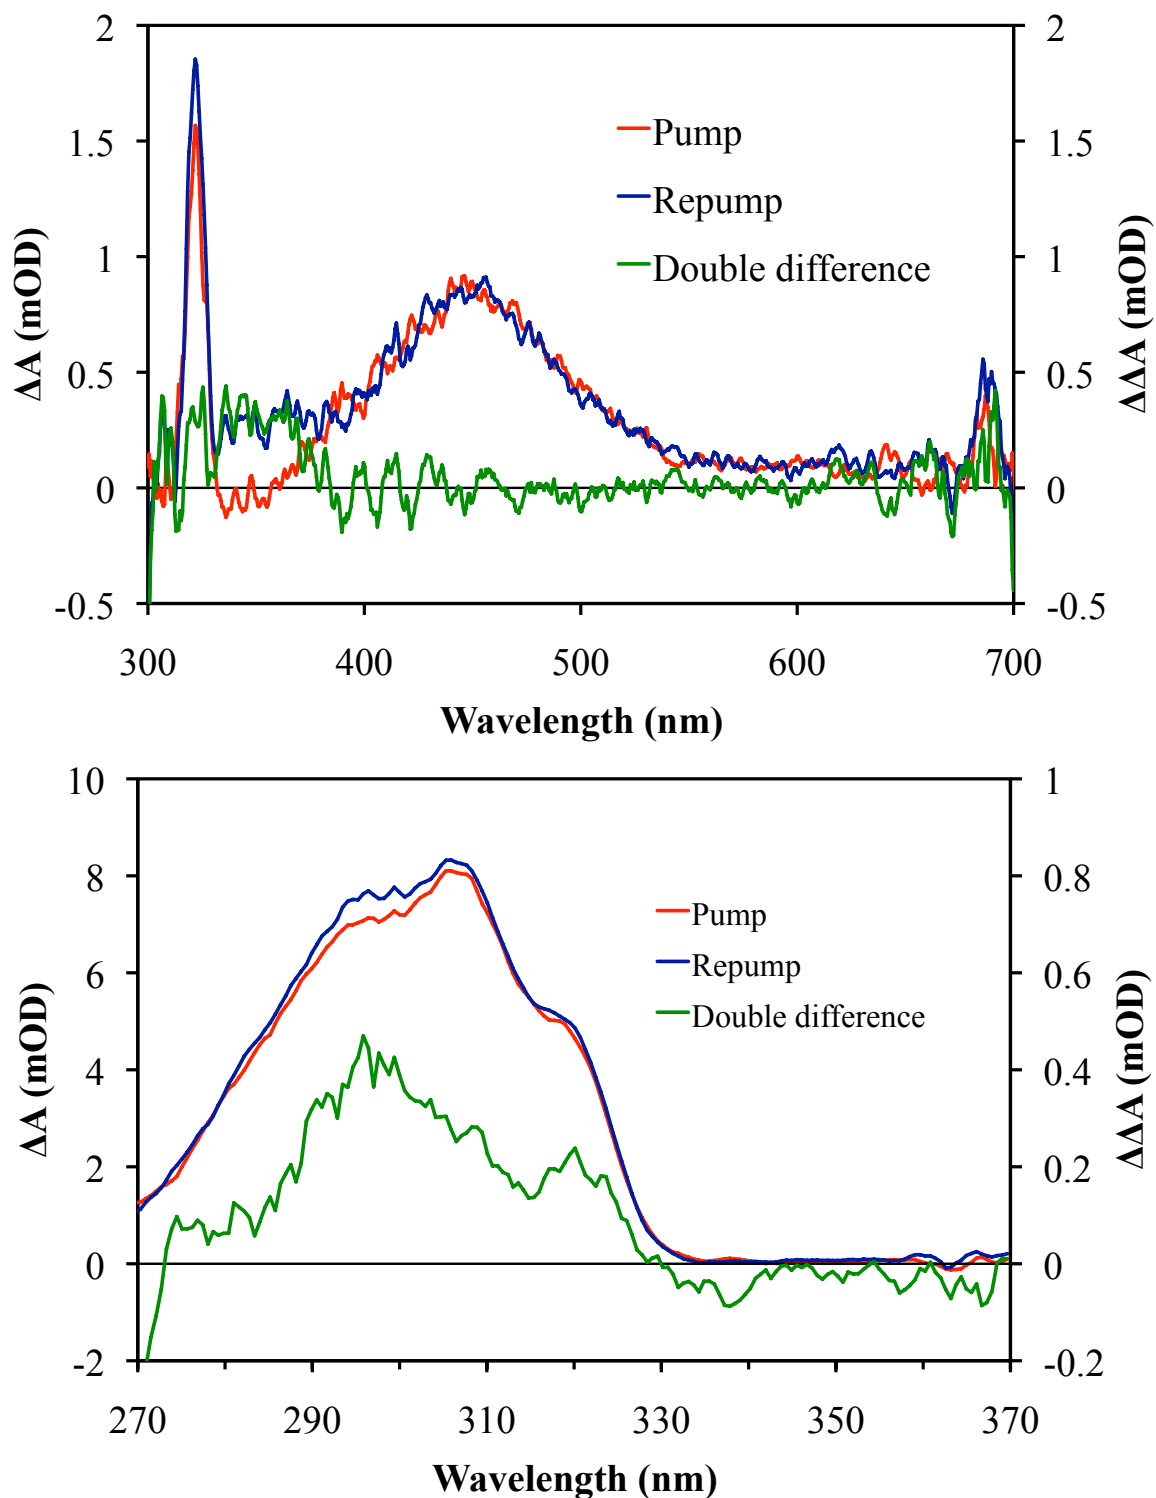 2
1.5
1
0.5
0
-0.5
ΔA (mOD)
2
1.5
1
0.5
0
-0.5
ΔΔA (mOD)
Pump
Repump
Double difference
300 400 500 600 700
Wavelength (nm)
10
8
6
4
2
0
-2
ΔA (mOD)
1
0.8
0.6
0.4
0.2
0
-0.2
ΔΔA (mOD)
Pump
Repump
Double difference
270 290 310 330 350 370
Wavelength (nm)